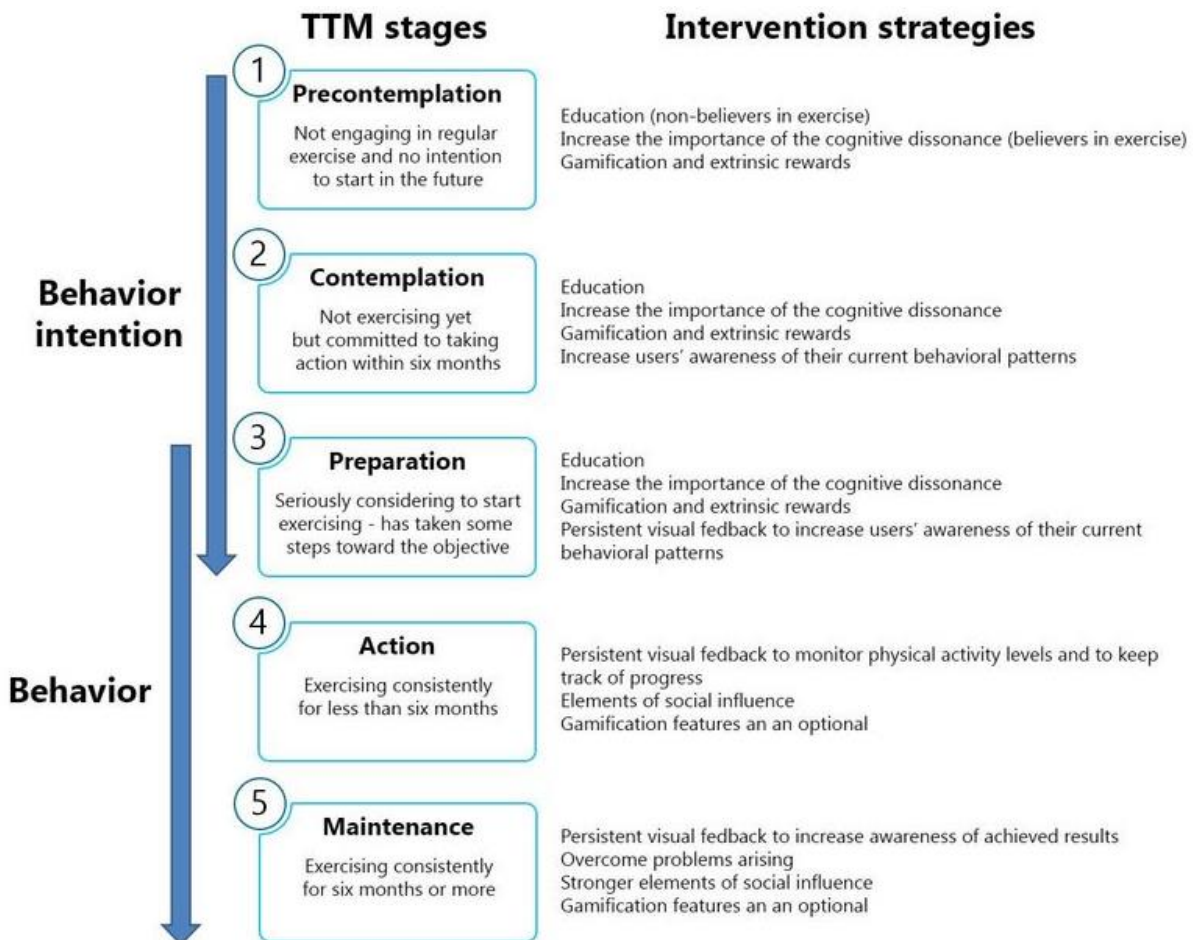 TTM stages
Intervention strategies
1
Precontemplation
Not engaging in regular
exercise and no intention
to start in the future
Education (non-believers in exercise)
Increase the importance of the cognitive dissonance (believers in exercise)
Gamification and extrinsic rewards
Behavior
intention
2
Contemplation
Not exercising yet
but committed to taking
action within six months
Education
Increase the importance of the cognitive dissonance
Gamification and extrinsic rewards
Increase users' awareness of their current behavioral patterns
3
Preparation
Seriously considering to start
exercising - has taken some
steps toward the objective
Education
Increase the importance of the cognitive dissonance
Gamification and extrinsic rewards
Persistent visual fedback to increase users' awareness of their current
behavioral patterns
Behavior
4
Action
Exercising consistently
for less than six months
Persistent visual fedback to monitor physical activity levels and to keep
track of progress
Elements of social influence
Gamification features an an optional
5
Maintenance
Exercising consistently
for six months or more
Persistent visual fedback to increase awareness of achieved results
Overcome problems arising
Stronger elements of social influence
Gamification features an an optional